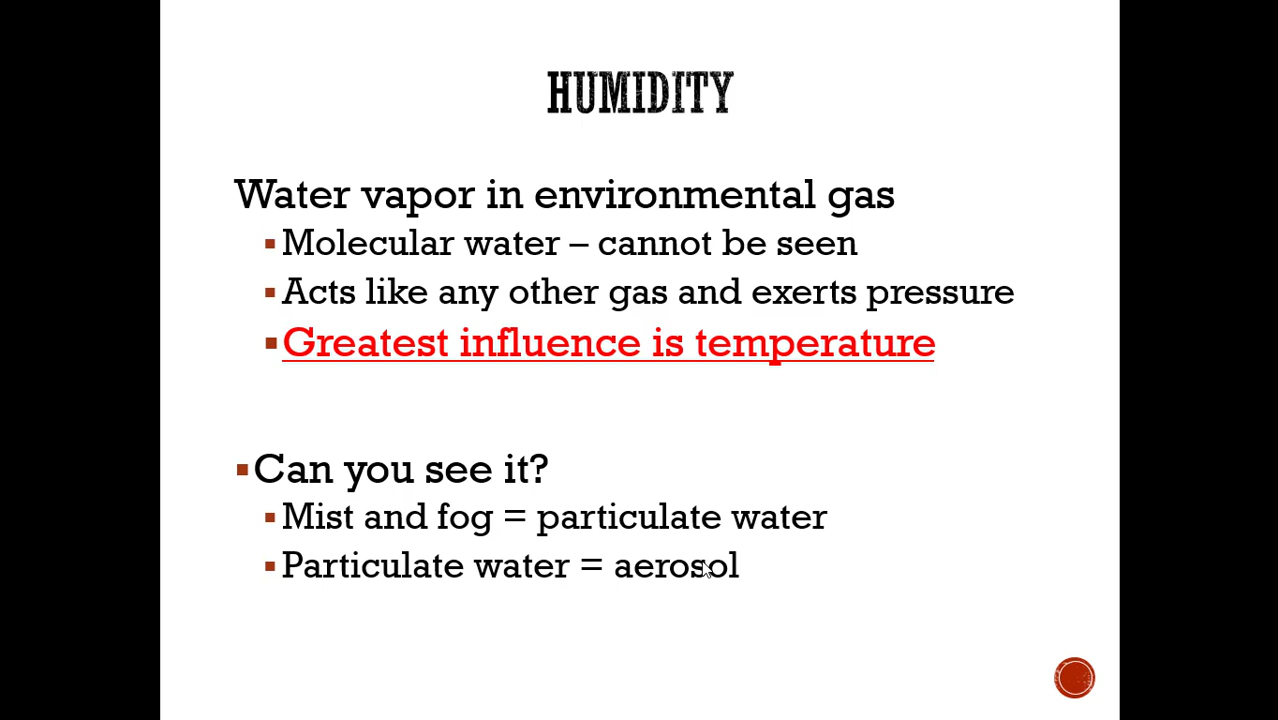 HUMIDITY
Water vapor in environmental gas
Molecular water – cannot be seen
Acts like any other gas and exerts pressure
Greatest influence is temperature
Can you see it?
Mist and fog = particulate water
Particulate water = aerosol